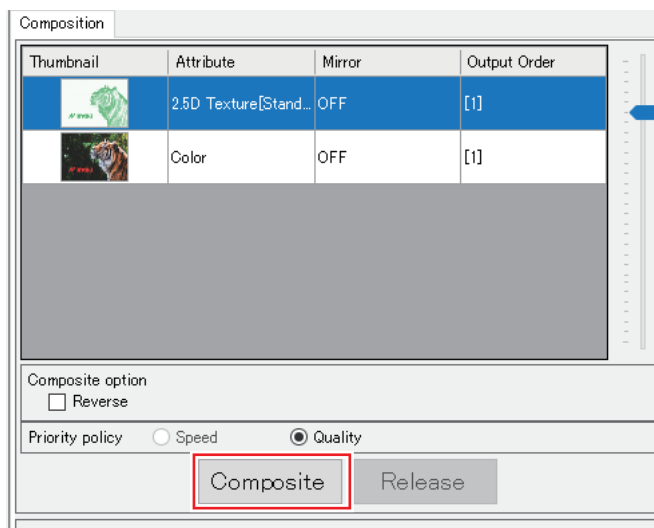 Composition
Thumbnail Attribute Mirror Output Order
2.5D Texture[Stand... OFF [1]
Color OFF [1]
Composite option
Reverse
Priority policy Speed Quality
Composite Release